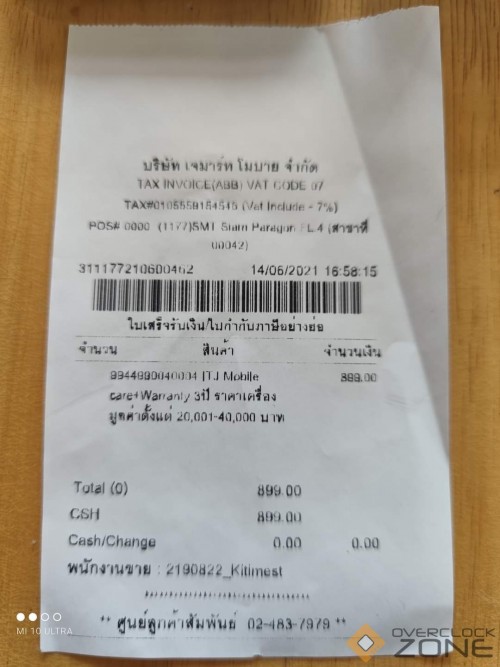 บริษัท เจมาร์ท โมบาย จำกัด
TAX INVOICE(ABB) VAT CODE 07
(Vat Include - 7%)
POS# 0000 (1177)SMT Siam Paragon FL.4 (สาขาที่
00042)
311177210600462 14/06/2021 16:58:15
ใบเสร็จรับเงิน/ใบกำกับภาษีอย่างย่อ
จำนวน สินค้า จำนวนเงิน
Mobile 899.00
care+Warranty 3ปี ราคาเครื่อง
มูลค่าตั้งแต่ 20,001-40,000 บาท
Total (0) 899.00
CSH 899.00
Cash/Change 0.00 0.00
พนักงานขาย : 2190822_Kitimest
** ศูนย์ลูกค้าสัมพันธ์ 02-483-7979 **
MI 10 ULTRA
OVERCLOCK
ZONE